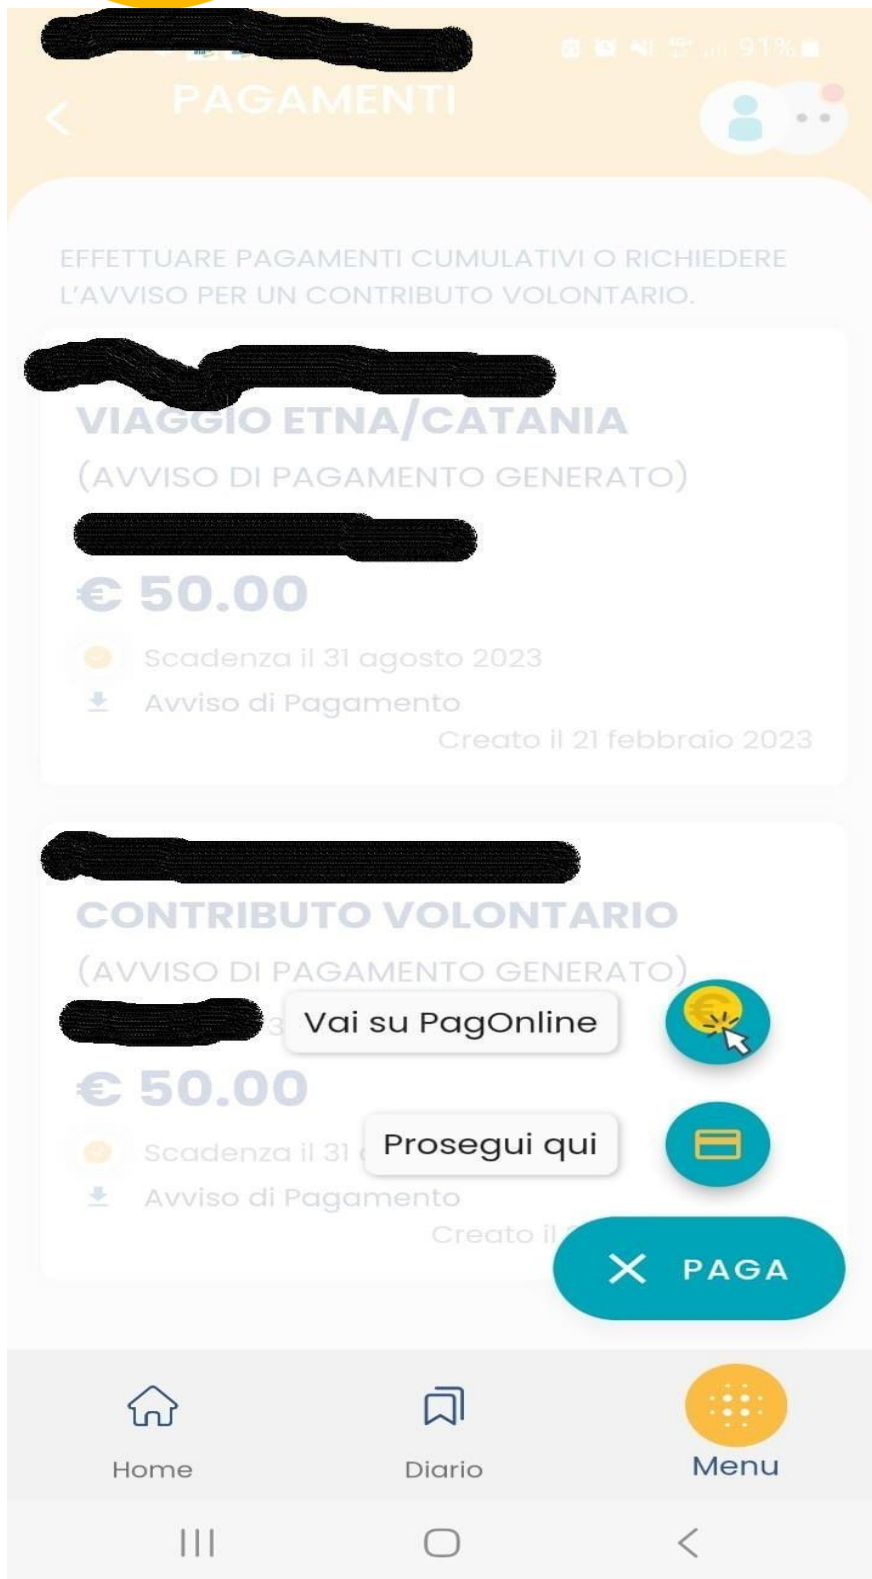 91%
PAGAMENTI
EFFETTUARE PAGAMENTI CUMULATIVI O RICHIEDERE
L'AVVISO PER UN CONTRIBUTO VOLONTARIO.
VIAGGIO ETNA/CATANIA
(AVVISO DI PAGAMENTO GENERATO)
€ 50.00
Scadenza il 31 agosto 2023
Avviso di Pagamento
Creato il 21 febbraio 2023
CONTRIBUTO VOLONTARIO
(AVVISO DI PAGAMENTO GENERATO)
3
Vai su PagOnline
€ 50.00
Scadenza il 31
Prosegui qui
Avviso di Pagamento
Creato il
PAGA
Home
Diario
Menu